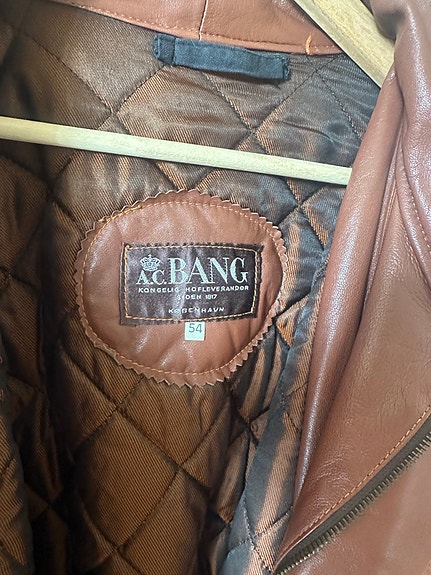 A.C. BANG
KONGELIG HOFLEVERANDØR
SIDEN 1817
KØBENHAVN
54